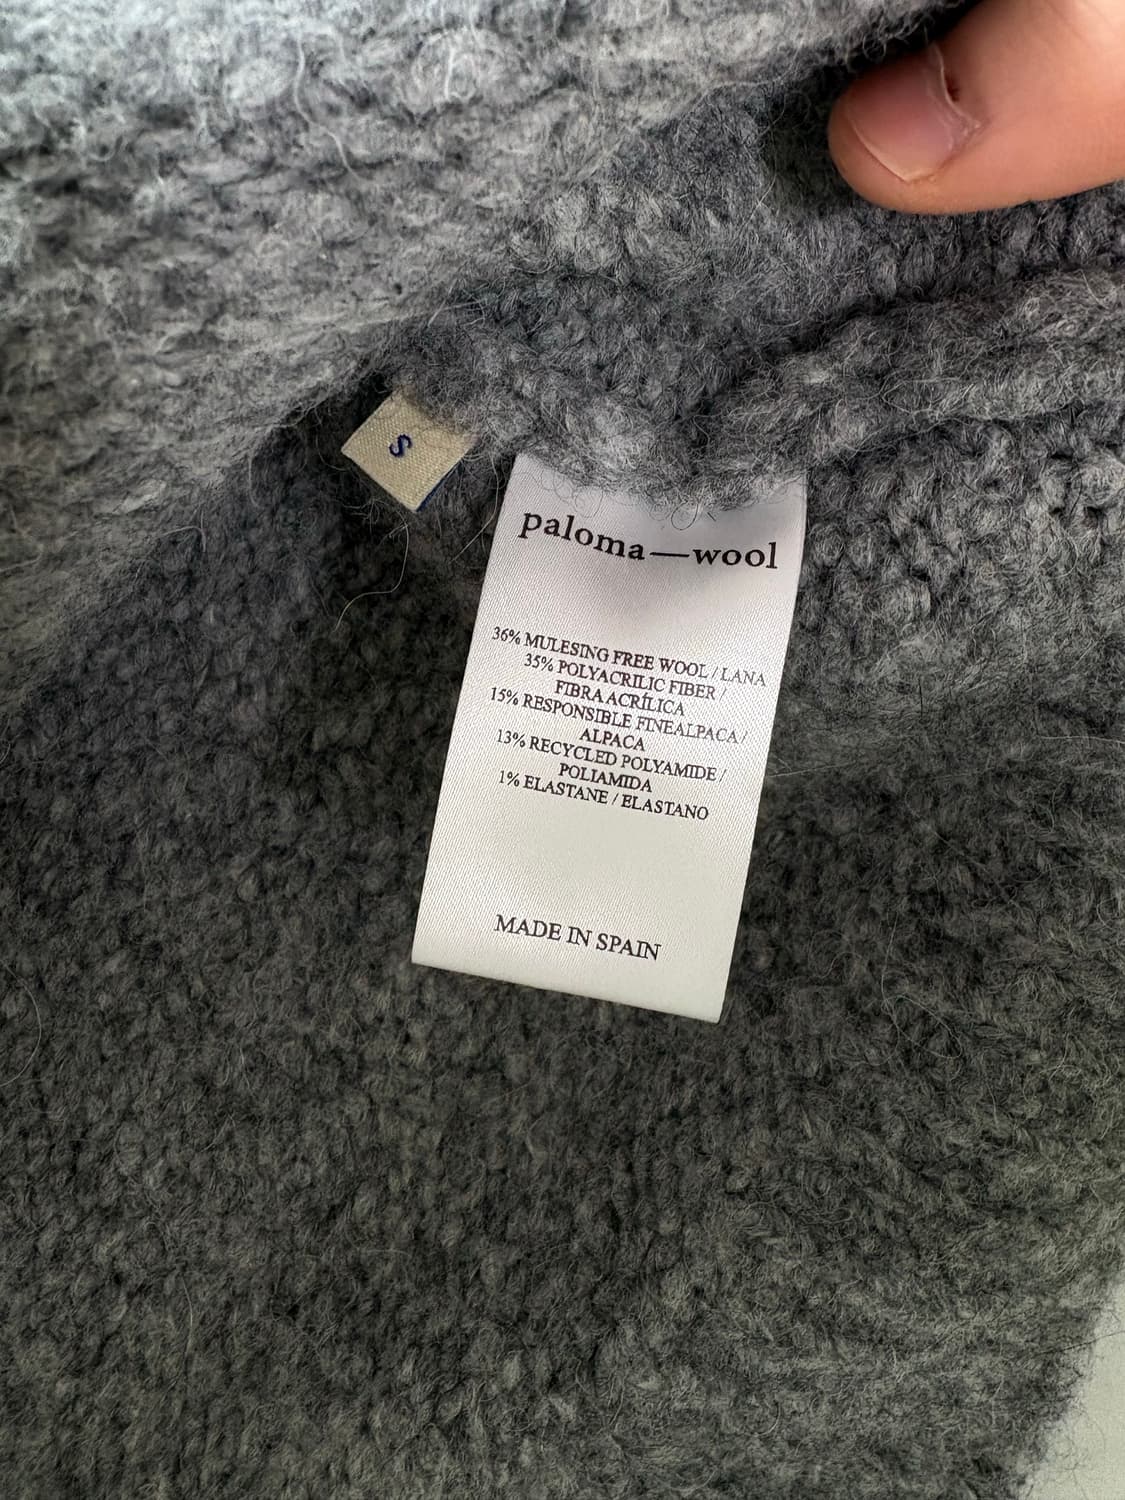 S
paloma—wool
36% MULESING FREE WOOL / LANA
35% POLYACRILIC FIBER /
FIBRA ACRÍLICA
15% RESPONSIBLE FINEALPACA /
ALPACA
13% RECYCLED POLYAMIDE /
POLIAMIDA
1% ELASTANE / ELASTANO
MADE IN SPAIN